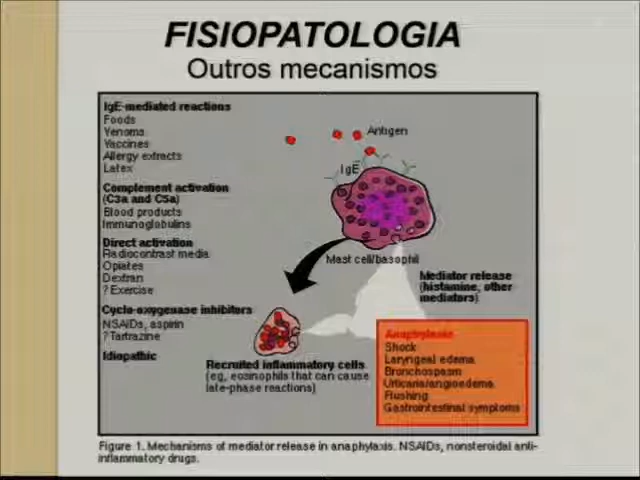 FISIOPATOLOGIA
Outros mecanismos
IgE-mediated reactions
Foods
Venoms
Vaccines
Allergy extracts
Latex
Complement activation
(C3a and C5a)
Blood products
Immunoglobulins
Direct activation
Radiocontrast media
Opiates
Dextran
? Exercise
Cyclo-oxygenase inhibitors
NSAIDs, aspirin
? Tartrazine
Idiopathic
Antigen
IgE
Mast cell/basophil
Mediator release
(histamine, other
mediators)
Recruited inflammatory cells
(eg, eosinophils that can cause
late-phase reactions)
Anaphylaxis
Shock
Laryngeal edema
Bronchospasm
Urticaria/angioedema
Flushing
Gastrointestinal symptoms
Figure 1. Mechanisms of mediator release in anaphylaxis. NSAIDs, nonsteroidal anti-
inflammatory drugs.